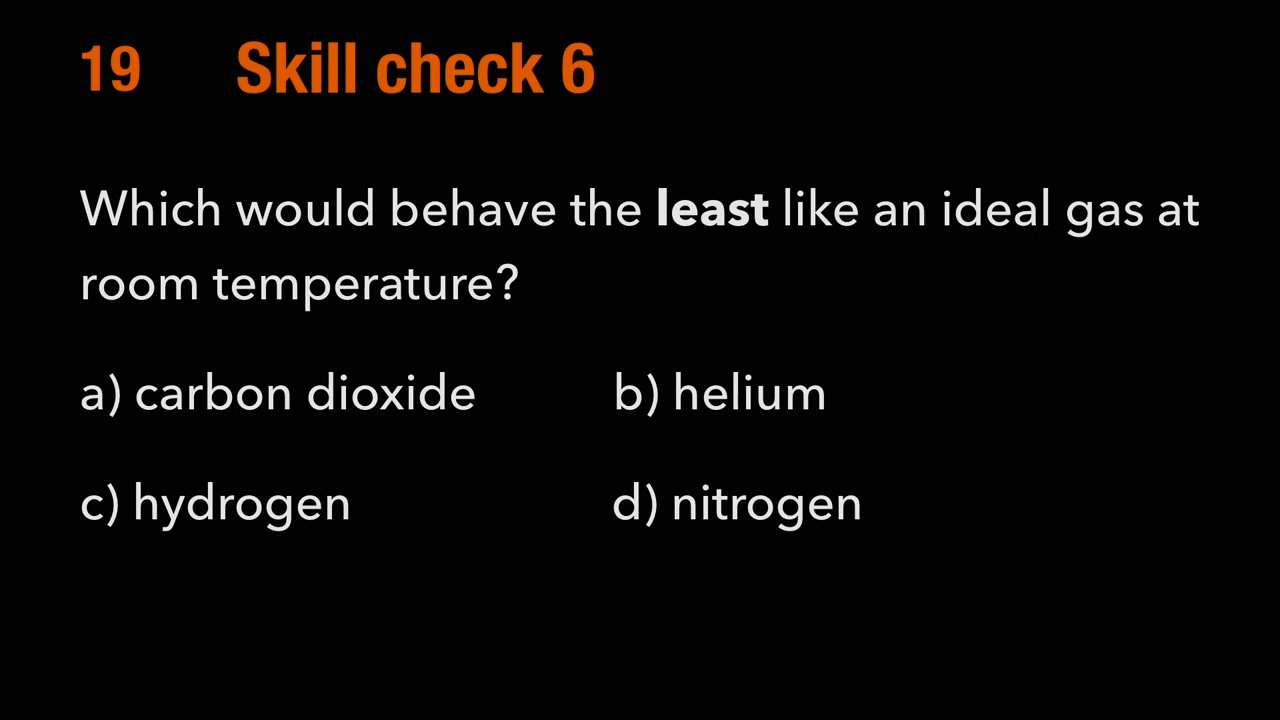 19 Skill check 6
Which would behave the least like an ideal gas at
room temperature?
a) carbon dioxide b) helium
c) hydrogen d) nitrogen